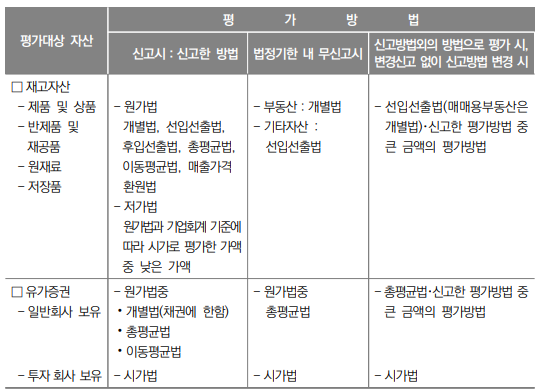 평가대상 자산
평 가 방 법
신고시 : 신고한 방법
법정기한 내 무신고시
신고방법외의 방법으로 평가 시,
변경신고 없이 신고방법 변경 시
□ 재고자산
– 제품 및 상품
– 반제품 및
재공품
– 원재료
– 저장품
– 원가법
개별법, 선입선출법,
후입선출법, 총평균법,
이동평균법, 매출가격
환원법
– 저가법
원가법과 기업회계 기준에
따라 시가로 평가한 가액
중 낮은 가액
– 부동산 : 개별법
– 기타자산 :
선입선출법
– 선입선출법(매매용부동산은
개별법)·신고한 평가방법 중
큰 금액의 평가방법
□ 유가증권
– 일반회사 보유
– 원가법중
• 개별법(채권에 한함)
• 총평균법
• 이동평균법
– 원가법중
총평균법
– 총평균법·신고한 평가방법 중
큰 금액의 평가방법
– 투자 회사 보유
– 시가법
– 시가법
– 시가법